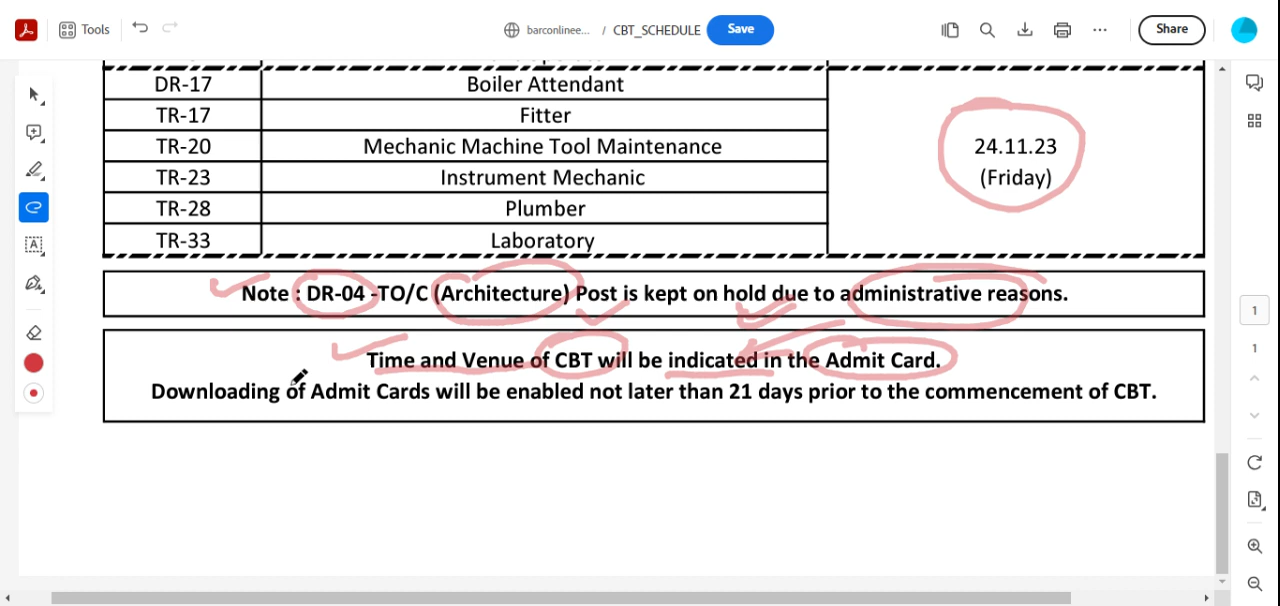 Tools
barconlinee... / CBT_SCHEDULE
Save
Share
DR-17 Boiler Attendant
TR-17 Fitter
TR-20 Mechanic Machine Tool Maintenance
24.11.23
TR-23 Instrument Mechanic
(Friday)
TR-28 Plumber
TR-33 Laboratory
Note : DR-04 -TO/C (Architecture) Post is kept on hold due to administrative reasons.
Time and Venue of CBT will be indicated in the Admit Card.
Downloading of Admit Cards will be enabled not later than 21 days prior to the commencement of CBT.
1
1